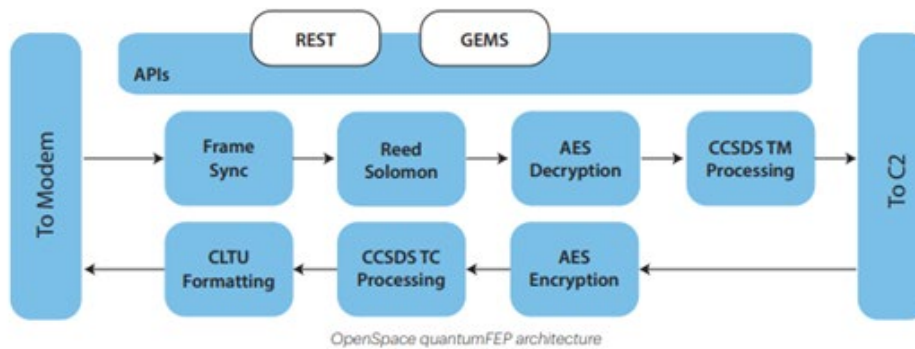 REST
GEMS
APIs
To Modem
Frame
Sync
Reed
Solomon
AES
Decryption
CCSDS TM
Processing
To C2
CLTU
Formatting
CCSDS TC
Processing
AES
Encryption
OpenSpace quantumFEP architecture